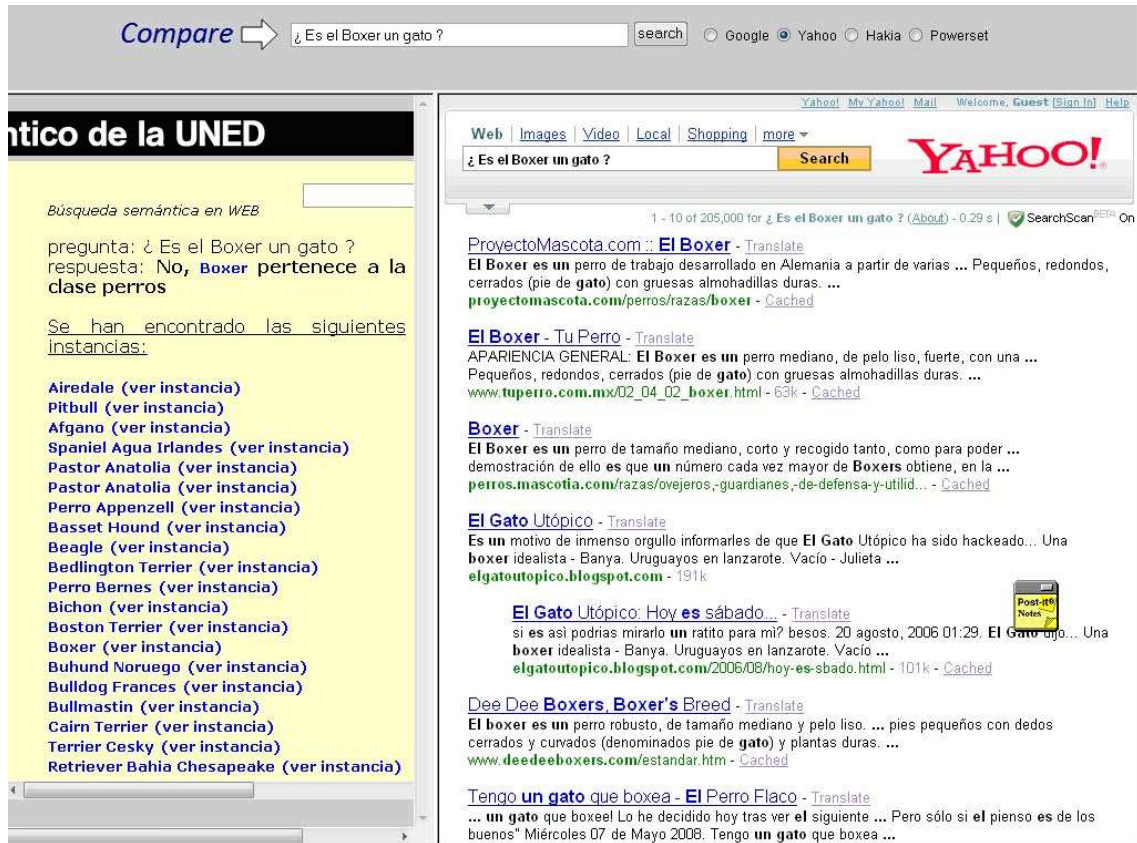 Compare
¿ Es el Boxer un gato ?
search
Google Yahoo Hakia Powerset
ntico de la UNED
Búsqueda semántica en WEB
pregunta: ¿ Es el Boxer un gato ?
respuesta: No, Boxer pertenece a la
clase perros
Se han encontrado las siguientes
instancias:
Airedale (ver instancia)
Pitbull (ver instancia)
Afgano (ver instancia)
Spaniel Agua Irlandes (ver instancia)
Pastor Anatolia (ver instancia)
Pastor Anatolia (ver instancia)
Perro Appenzell (ver instancia)
Basset Hound (ver instancia)
Beagle (ver instancia)
Bedlington Terrier (ver instancia)
Perro Bernes (ver instancia)
Bichon (ver instancia)
Boston Terrier (ver instancia)
Boxer (ver instancia)
Buhund Noruego (ver instancia)
Bulldog Frances (ver instancia)
Bullmastin (ver instancia)
Cairn Terrier (ver instancia)
Terrier Cesky (ver instancia)
Retriever Bahia Chesapeake (ver instancia)
Yahoo! My Yahoo! Mail Welcome, Guest [Sign In] Help
Web | Images | Video | Local | Shopping | more
¿ Es el Boxer un gato ?
Search
YAHOO!
1 - 10 of 205,000 for ¿ Es el Boxer un gato ? (About) - 0.29 s | SearchScan BETA On
ProyectoMascota.com :: El Boxer - Translate
El Boxer es un perro de trabajo desarrollado en Alemania a partir de varias ... Pequeños, redondos,
cerrados (pie de gato) con gruesas almohadillas duras. ...
proyectomascota.com/perros/razas/boxer - Cached
El Boxer - Tu Perro - Translate
APARIENCIA GENERAL: El Boxer es un perro mediano, de pelo liso, fuerte, con una ...
Pequeños, redondos, cerrados (pie de gato) con gruesas almohadillas duras. ...
www.tuperro.com.mx/02_04_02_boxer.html - 63k - Cached
Boxer - Translate
El Boxer es un perro de tamaño mediano, corto y recogido tanto, como para poder ...
demostración de ello es que un número cada vez mayor de Boxers obtiene, en la ...
perros.mascotia.com/razas/ovejeros,-guardianes,-de-defensa-y-utilid... - Cached
El Gato Utópico - Translate
Es un motivo de inmenso orgullo informarles de que El Gato Utópico ha sido hackeado... Una
boxer idealista - Banya. Uruguayos en lanzarote. Vacío - Julieta ...
elgatoutopico.blogspot.com - 191k
El Gato Utópico: Hoy es sábado... - Translate
si es asì podrias mirarlo un ratito para mì? besos. 20 agosto, 2006 01:29. El Gato dijo... Una
boxer idealista - Banya. Uruguayos en lanzarote. Vacío ...
elgatoutopico.blogspot.com/2006/08/hoy-es-sbado.html - 101k - Cached
Post-it®
Notes
Dee Dee Boxers, Boxer's Breed - Translate
El boxer es un perro robusto, de tamaño mediano y pelo liso. ... pies pequeños con dedos
cerrados y curvados (denominados pie de gato) y plantas duras. ...
www.deedeeboxers.com/estandar.htm - Cached
Tengo un gato que boxea - El Perro Flaco - Translate
... un gato que boxee! Lo he decidido hoy tras ver el siguiente ... Pero sólo si el pienso es de los
buenos" Miércoles 07 de Mayo 2008. Tengo un gato que boxea ...